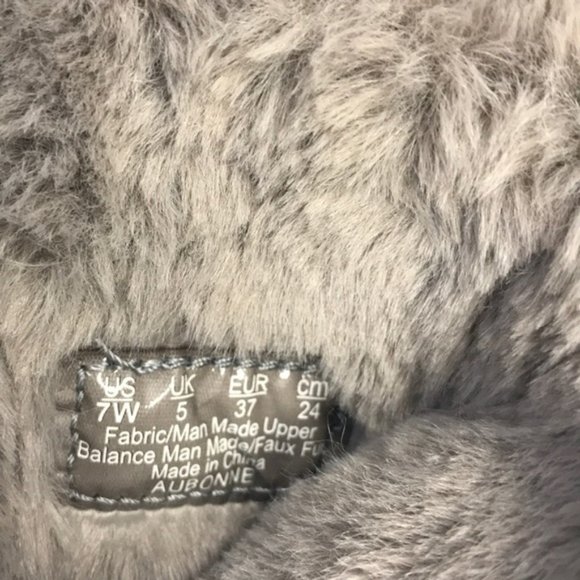 US UK EUR cm
7W 5 37 24
Fabric/Man Made Upper
Balance Man Made/Faux Fu
Made in China
AUBONNE